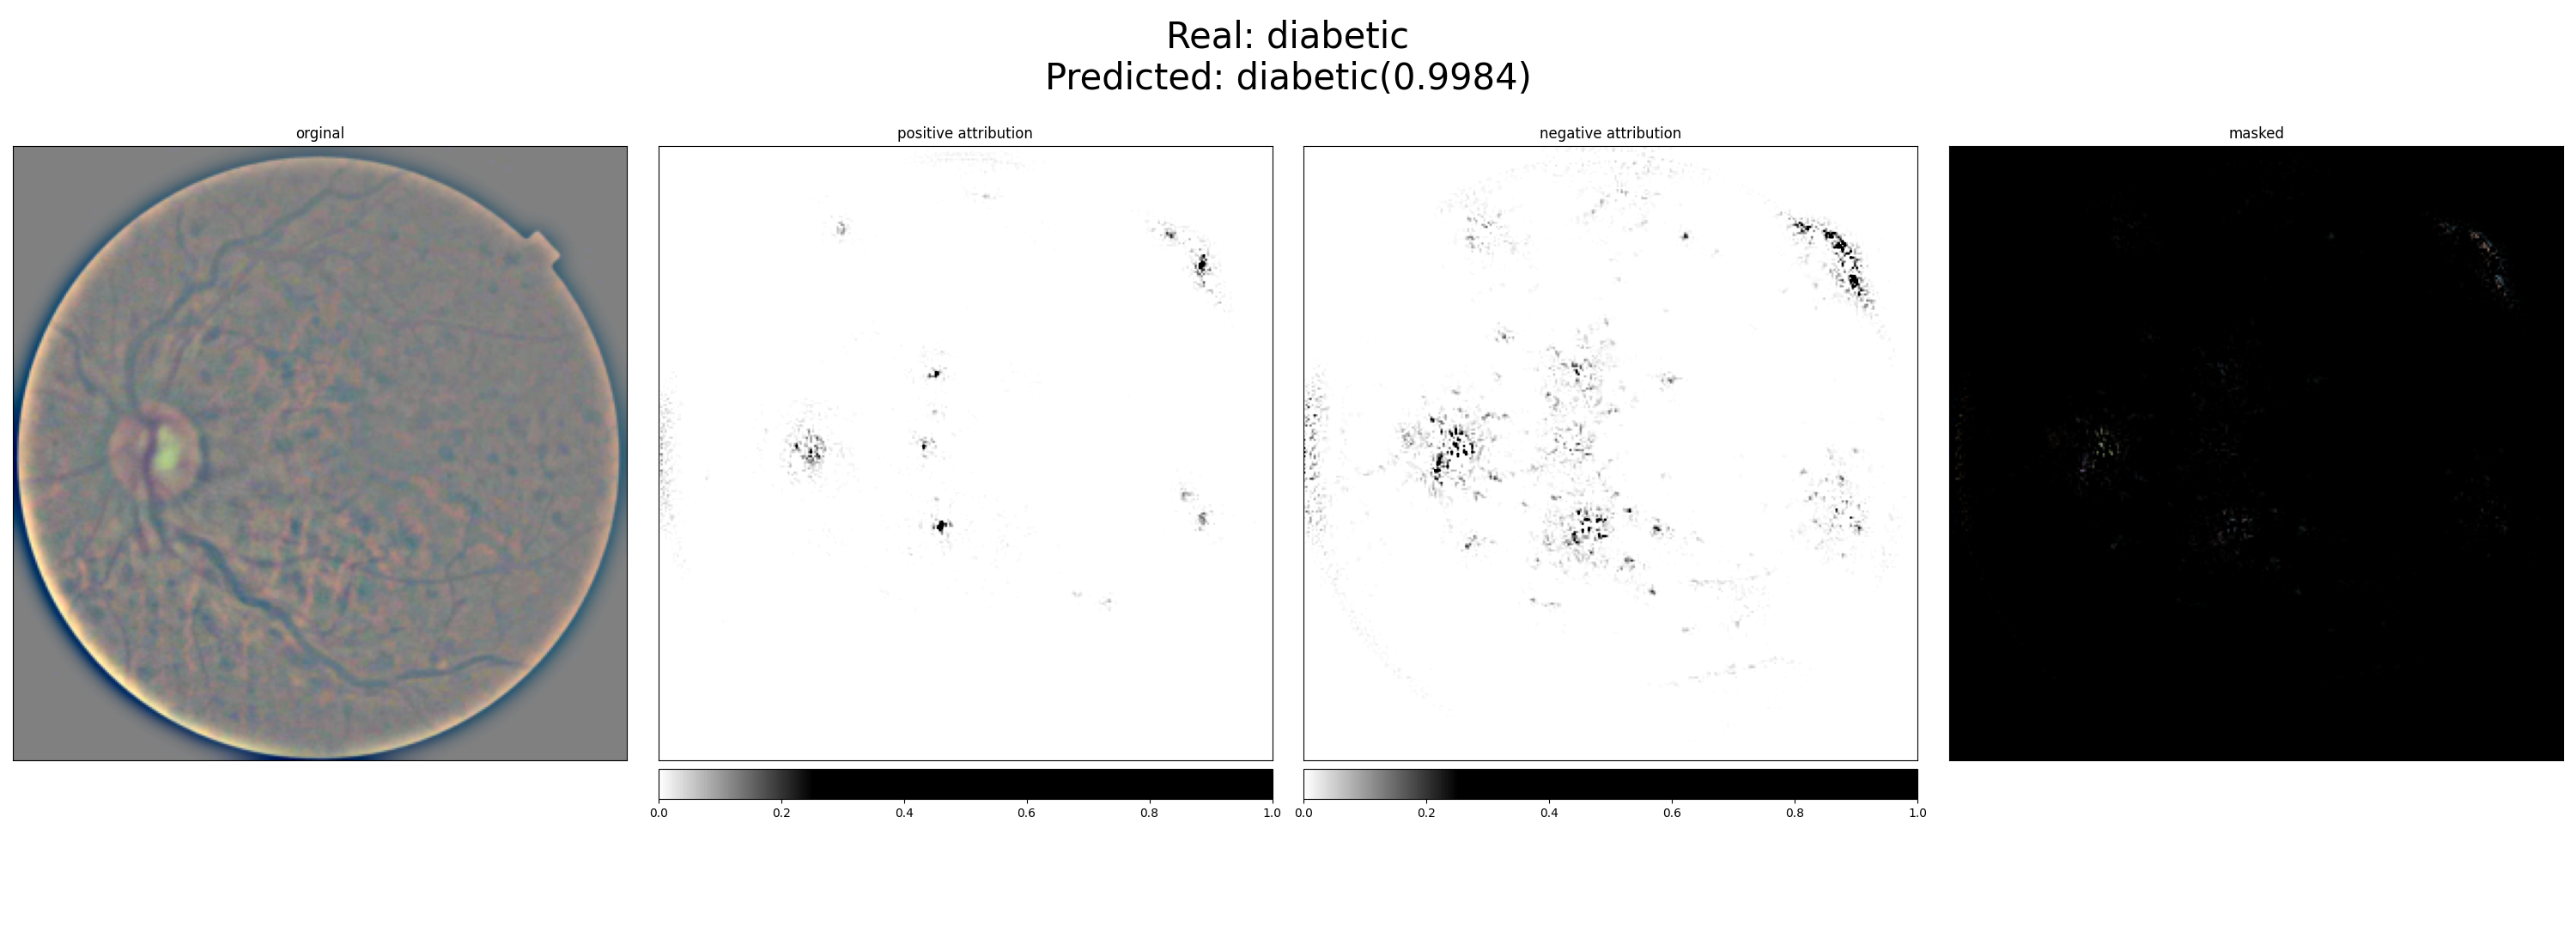 Real: diabetic
Predicted: diabetic(0.9984)
orginal
positive attribution
negative attribution
masked
0.0 0.2 0.4 0.6 0.8 1.0
0.0 0.2 0.4 0.6 0.8 1.0